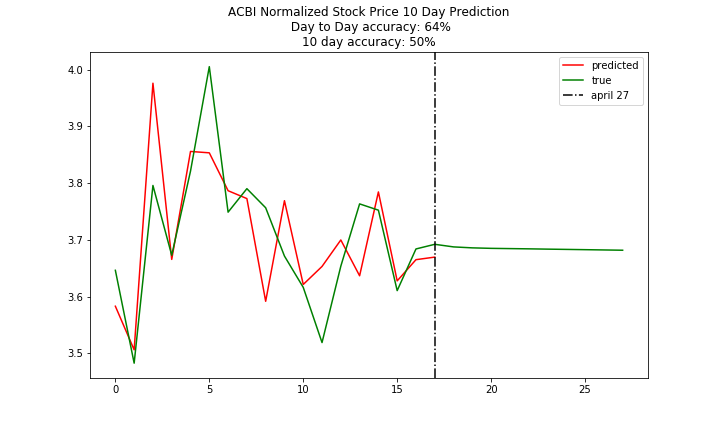 ACBI Normalized Stock Price 10 Day Prediction
Day to Day accuracy: 64%
10 day accuracy: 50%
predicted
true
april 27
4.0
3.9
3.8
3.7
3.6
3.5
0 5 10 15 20 25